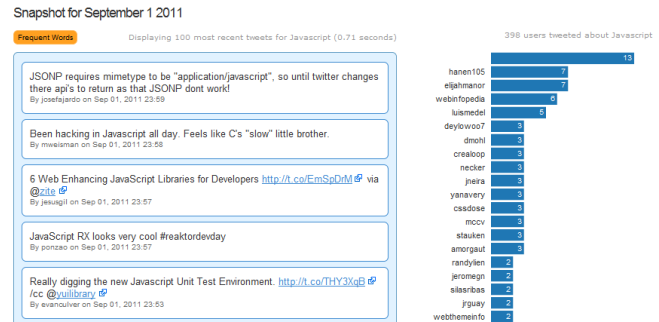 Snapshot for September 1 2011
Frequent Words
Displaying 100 most recent tweets for Javascript (0.71 seconds)
JSONP requires mimetype to be "application/javascript", so until twitter changes
there api's to return as that JSONP dont work!
By josefajardo on Sep 01, 2011 23:59
Been hacking in Javascript all day. Feels like C's "slow" little brother.
By mweisman on Sep 01, 2011 23:58
6 Web Enhancing JavaScript Libraries for Developers http://t.co/EmSpDrM via
@zite
By jesusgil on Sep 01, 2011 23:57
JavaScript RX looks very cool #reaktordevday
By ponzao on Sep 01, 2011 23:57
Really digging the new Javascript Unit Test Environment. http://t.co/THY3XqB
/cc @yuilibrary
By evanculver on Sep 01, 2011 23:53
398 users tweeted about Javascript
13
hanen105 7
elijahmanor 7
webinfopedia 6
luismedel 5
deylowoo7 3
dmohl 3
crealoop 3
necker 3
jneira 3
yanavery 3
cssdose 3
mccv 3
stauken 3
amorgaut 3
randylien 2
jeromegn 2
silasribas 2
jrguay 2
webthemeinfo 2